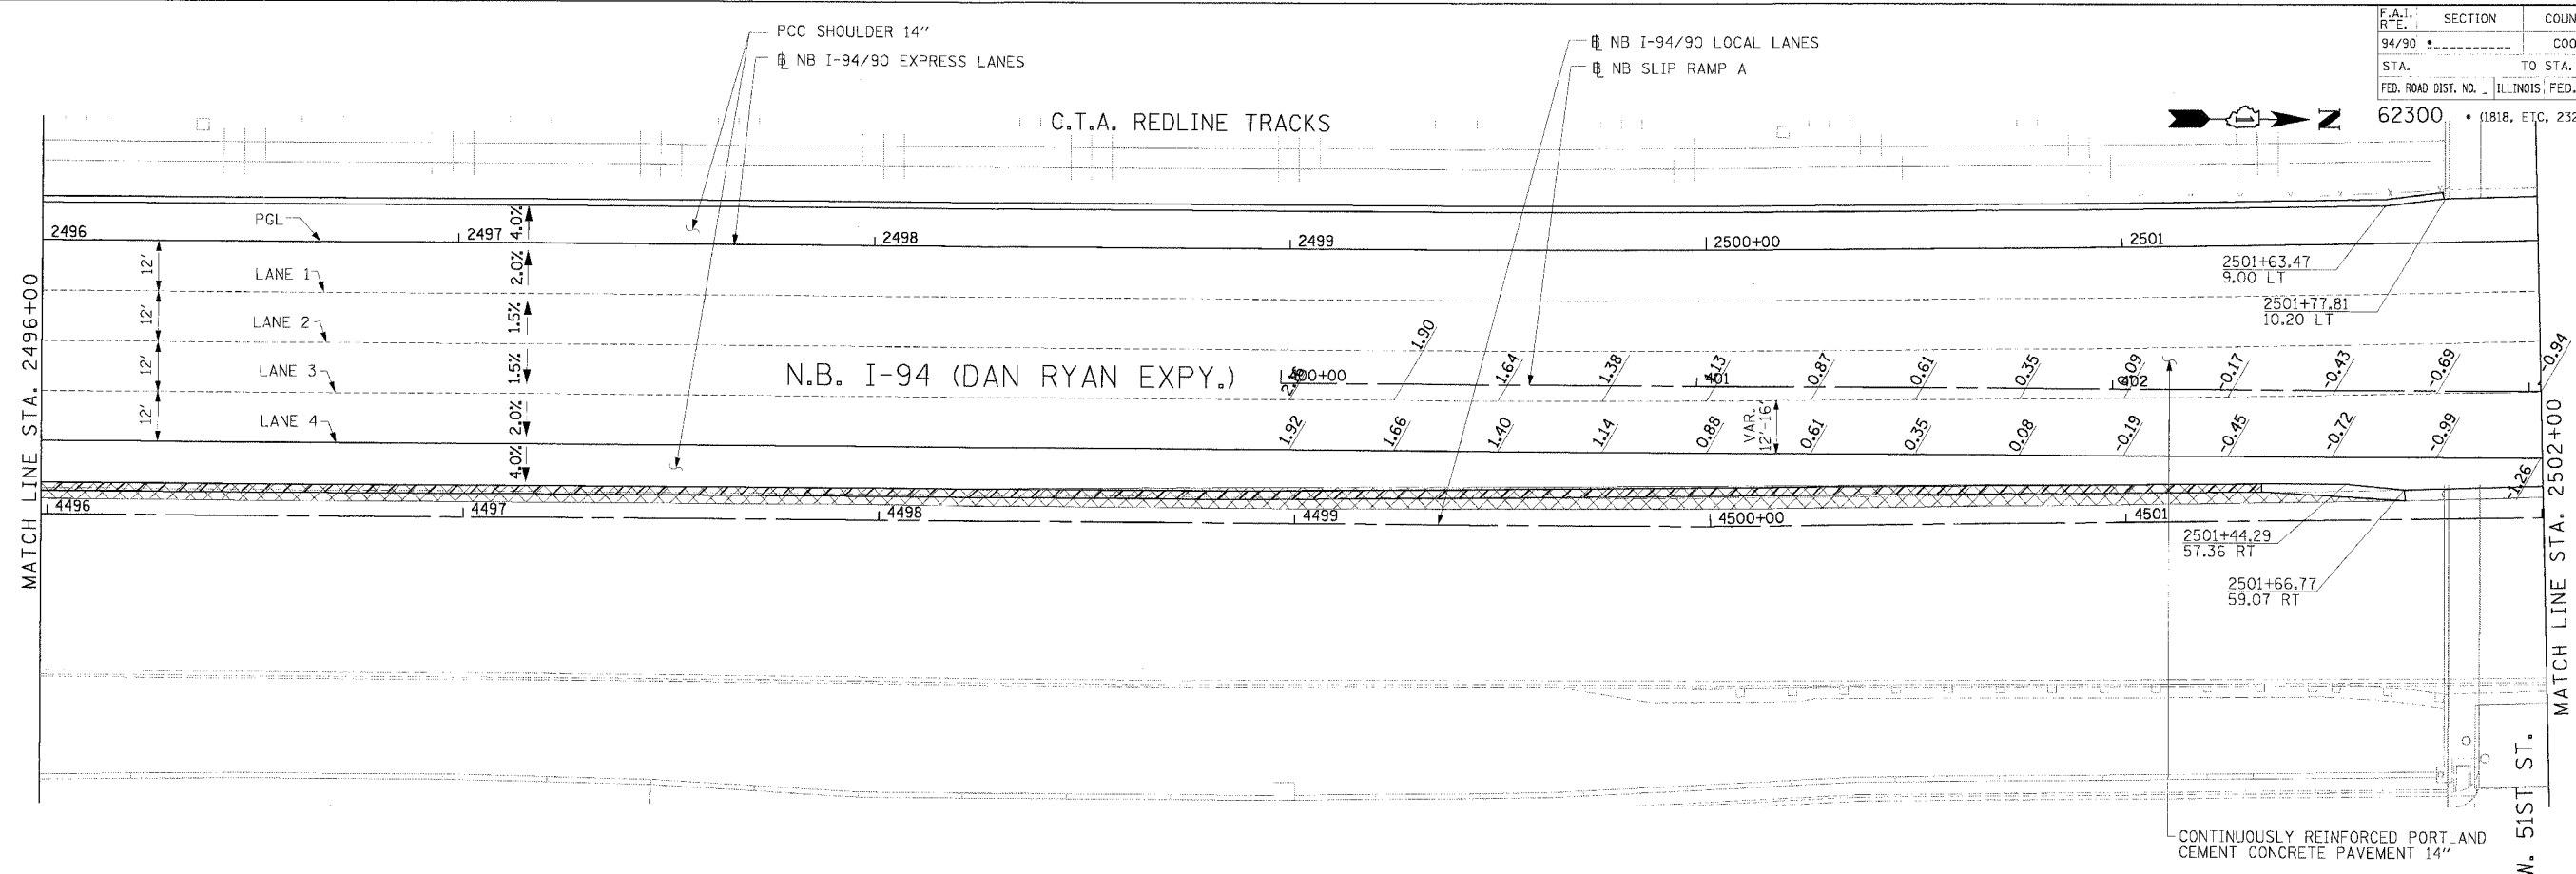 F.A.I. RTE. SECTION COUN
94/90 * COO
STA. TO STA.
FED. ROAD DIST. NO. _ ILLINOIS FED.
62300 * (1818, ETC, 232
N
PCC SHOULDER 14"
℄ NB I-94/90 EXPRESS LANES
℄ NB I-94/90 LOCAL LANES
℄ NB SLIP RAMP A
C.T.A. REDLINE TRACKS
MATCH LINE STA. 2496+00
PGL
2496 2497 2498 2499 2500+00 2501
4.0%
2.0%
1.5%
1.5%
2.0%
4.0%
12'
12'
12'
12'
LANE 1
LANE 2
LANE 3
LANE 4
2501+63.47
9.00 LT
2501+77.81
10.20 LT
N.B. I-94 (DAN RYAN EXPY.)
401 402
1.90 1.64 1.38 1.13 0.87 0.61 0.35 0.09 -0.17 -0.43 -0.69 -0.94
VAR.
12'-16'
1.92 1.66 1.40 1.14 0.88 0.61 0.35 0.08 -0.19 -0.45 -0.72 -0.99 -1.26
4496 4497 4498 4499 4500+00 4501
2501+44.29
57.36 RT
2501+66.77
59.07 RT
MATCH LINE STA. 2502+00
W. 51ST ST.
CONTINUOUSLY REINFORCED PORTLAND
CEMENT CONCRETE PAVEMENT 14"